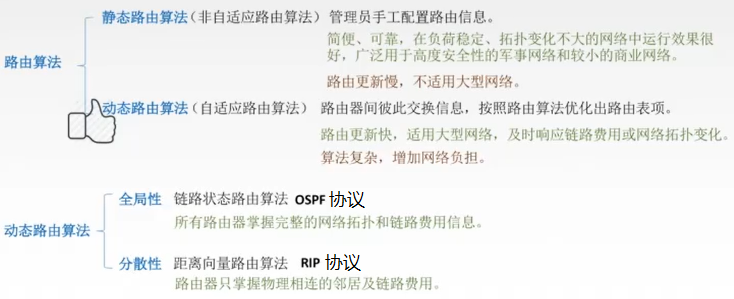 静态路由算法（非自适应路由算法）管理员手工配置路由信息。
简便、可靠，在负荷稳定、拓扑变化不大的网络中运行效果很
好，广泛用于高度安全性的军事网络和较小的商业网络。
路由算法
路由更新慢，不适用大型网络。
动态路由算法（自适应路由算法） 路由器间彼此交换信息，按照路由算法优化出路由表项。
路由更新快，适用大型网络，及时响应链路费用或网络拓扑变化。
算法复杂，增加网络负担。
全局性 链路状态路由算法 OSPF 协议
所有路由器掌握完整的网络拓扑和链路费用信息。
动态路由算法
分散性 距离向量路由算法 RIP 协议
路由器只掌握物理相连的邻居及链路费用。